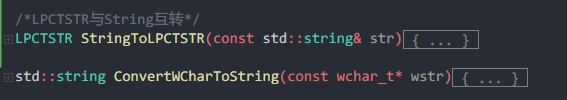 /*LPCTSTR与String互转*/
LPCTSTR StringToLPCTSTR(const std::string& str){ ... }
std::string ConvertWCharToString(const wchar_t* wstr){ ... }